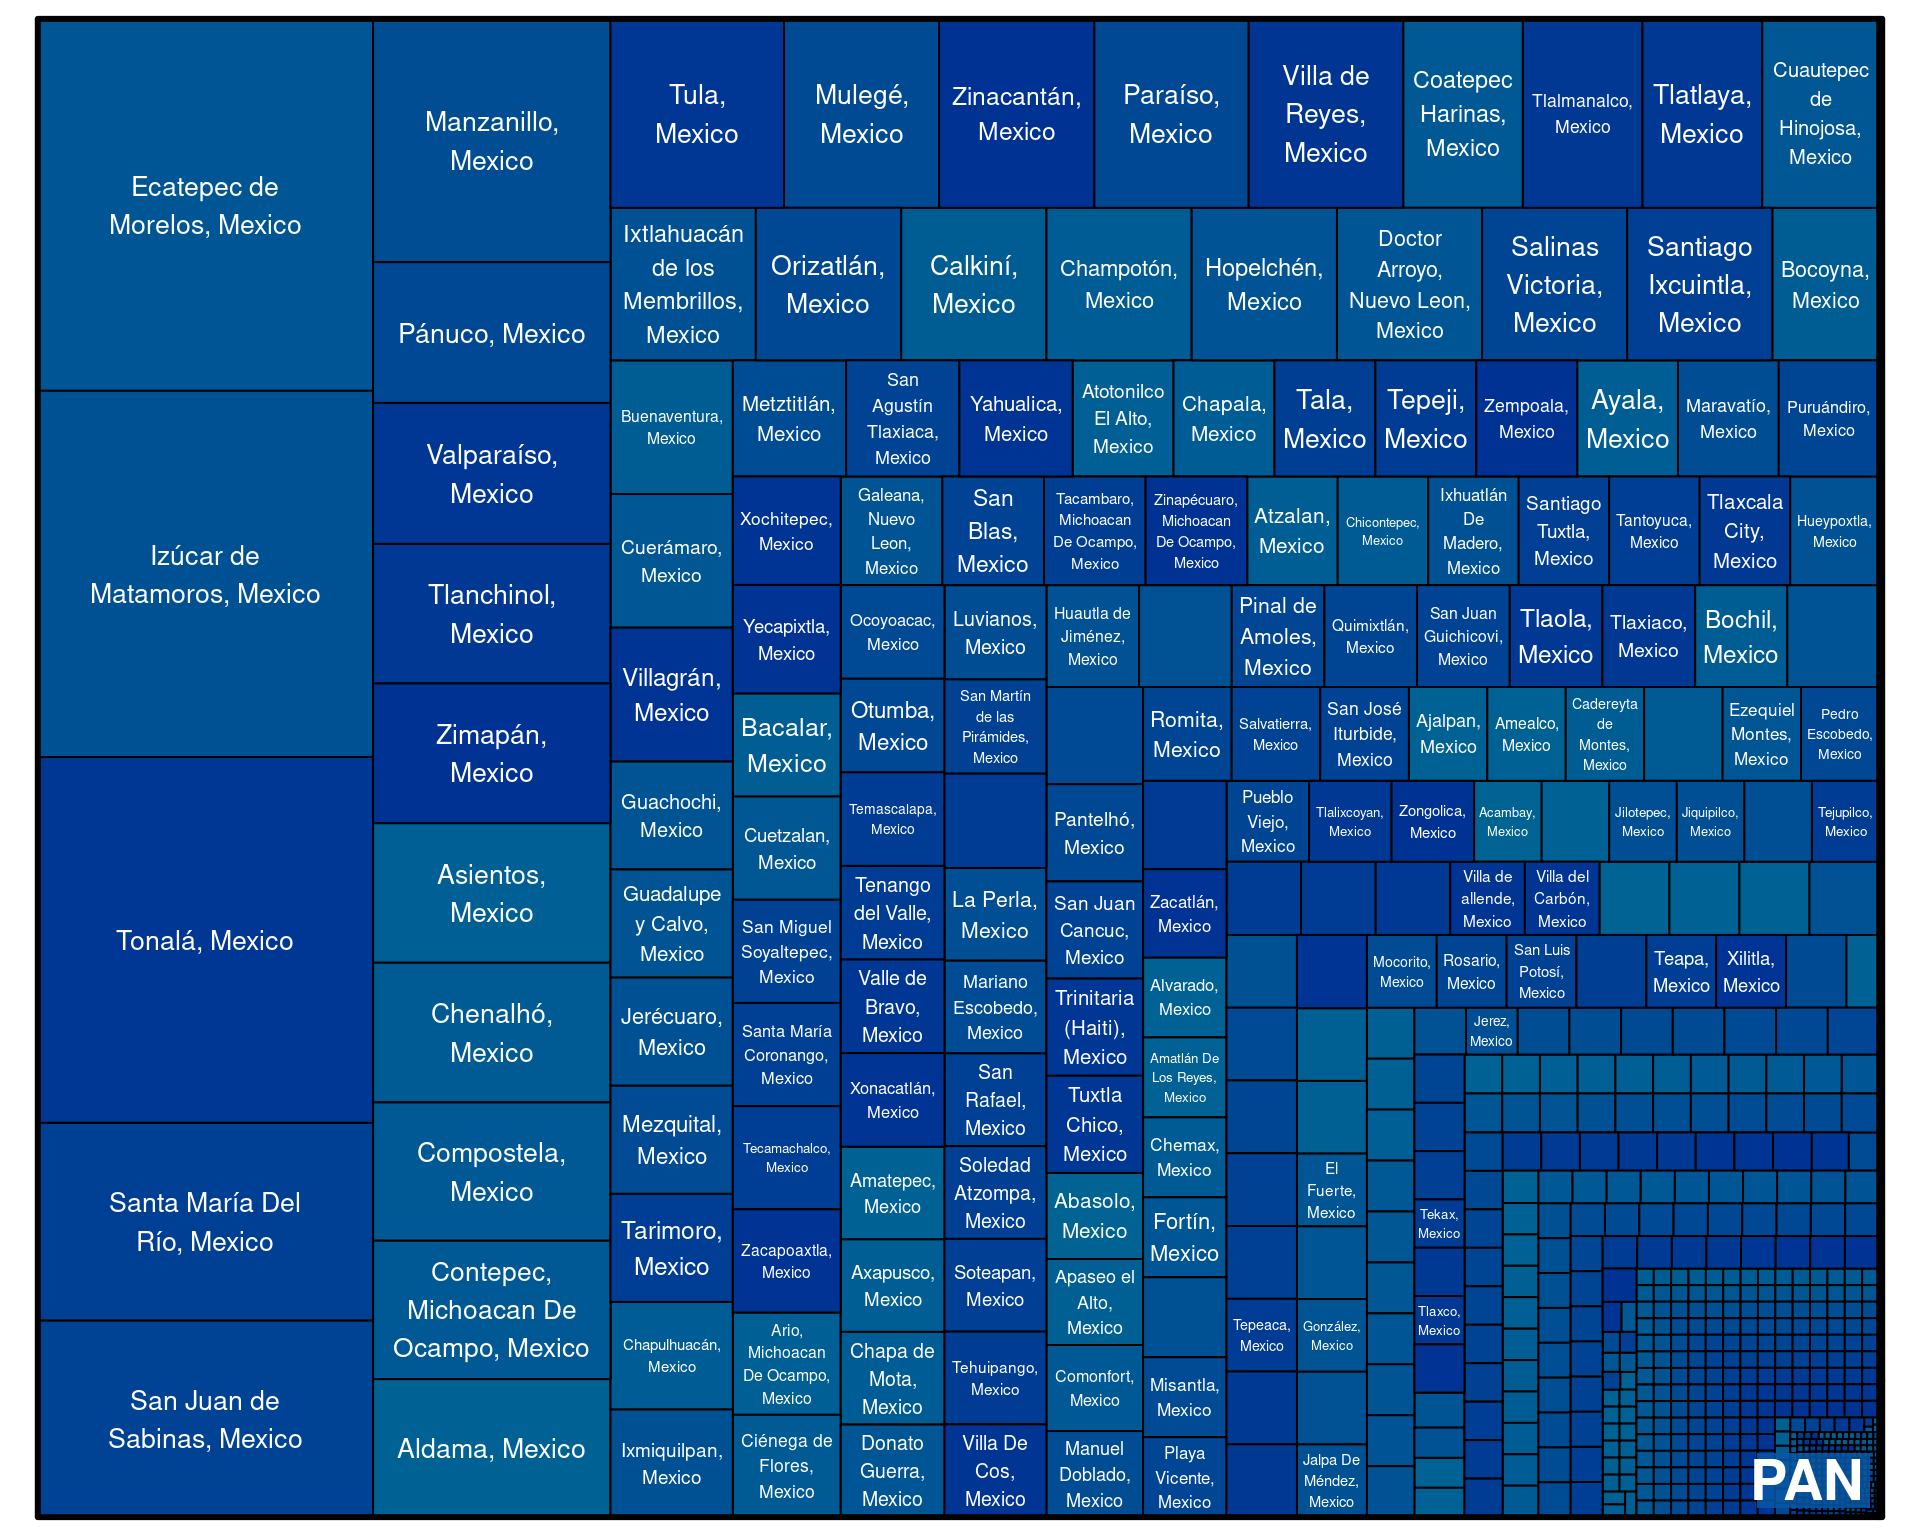 Ecatepec de
Morelos, Mexico
Izúcar de
Matamoros, Mexico
Tonalá, Mexico
Santa María Del
Río, Mexico
San Juan de
Sabinas, Mexico
Manzanillo,
Mexico
Pánuco, Mexico
Valparaíso,
Mexico
Tlanchinol,
Mexico
Zimapán,
Mexico
Asientos,
Mexico
Chenalhó,
Mexico
Compostela,
Mexico
Contepec,
Michoacan De
Ocampo, Mexico
Aldama, Mexico
Tula,
Mexico
Mulegé,
Mexico
Zinacantán,
Mexico
Paraíso,
Mexico
Villa de
Reyes,
Mexico
Coatepec
Harinas,
Mexico
Tlalmanalco,
Mexico
Tlatlaya,
Mexico
Cuautepec
de
Hinojosa,
Mexico
Ixtlahuacán
de los
Membrillos,
Mexico
Orizatlán,
Mexico
Calkiní,
Mexico
Champotón,
Mexico
Hopelchén,
Mexico
Doctor
Arroyo,
Nuevo Leon,
Mexico
Salinas
Victoria,
Mexico
Santiago
Ixcuintla,
Mexico
Bocoyna,
Mexico
Buenaventura,
Mexico
Cuerámaro,
Mexico
Villagrán,
Mexico
Guachochi,
Mexico
Guadalupe
y Calvo,
Mexico
Jerécuaro,
Mexico
Mezquital,
Mexico
Tarimoro,
Mexico
Chapulhuacán,
Mexico
Ixmiquilpan,
Mexico
Metztitlán,
Mexico
San
Agustín
Tlaxiaca,
Mexico
Yahualica,
Mexico
Atotonilco
El Alto,
Mexico
Chapala,
Mexico
Tala,
Mexico
Tepeji,
Mexico
Zempoala,
Mexico
Ayala,
Mexico
Maravatío,
Mexico
Puruándiro,
Mexico
Xochitepec,
Mexico
Yecapixtla,
Mexico
Bacalar,
Mexico
Cuetzalan,
Mexico
San Miguel
Soyaltepec,
Mexico
Santa María
Coronango,
Mexico
Tecamachalco,
Mexico
Zacapoaxtla,
Mexico
Ario,
Michoacan
De Ocampo,
Mexico
Ciénega de
Flores,
Mexico
Galeana,
Nuevo
Leon,
Mexico
San
Blas,
Mexico
Tacambaro,
Michoacan
De Ocampo,
Mexico
Zinapécuaro,
Michoacan
De Ocampo,
Mexico
Atzalan,
Mexico
Chicontepec,
Mexico
Ixhuatlán
De
Madero,
Mexico
Santiago
Tuxtla,
Mexico
Tantoyuca,
Mexico
Tlaxcala
City,
Mexico
Hueypoxtla,
Mexico
Ocoyoacac,
Mexico
Otumba,
Mexico
Temascalapa,
Mexico
Tenango
del Valle,
Mexico
Valle de
Bravo,
Mexico
Xonacatlán,
Mexico
Amatepec,
Mexico
Axapusco,
Mexico
Chapa de
Mota,
Mexico
Donato
Guerra,
Mexico
Luvianos,
Mexico
San Martín
de las
Pirámides,
Mexico
La Perla,
Mexico
Mariano
Escobedo,
Mexico
San
Rafael,
Mexico
Soledad
Atzompa,
Mexico
Soteapan,
Mexico
Tehuipango,
Mexico
Villa De
Cos,
Mexico
Huautla de
Jiménez,
Mexico
Pinal de
Amoles,
Mexico
Quimixtlán,
Mexico
San Juan
Guichicovi,
Mexico
Tlaola,
Mexico
Tlaxiaco,
Mexico
Bochil,
Mexico
Pantelhó,
Mexico
San Juan
Cancuc,
Mexico
Trinitaria
(Haiti),
Mexico
Tuxtla
Chico,
Mexico
Abasolo,
Mexico
Apaseo el
Alto,
Mexico
Comonfort,
Mexico
Manuel
Doblado,
Mexico
Romita,
Mexico
Salvatierra,
Mexico
San José
Iturbide,
Mexico
Ajalpan,
Mexico
Amealco,
Mexico
Cadereyta
de
Montes,
Mexico
Ezequiel
Montes,
Mexico
Pedro
Escobedo,
Mexico
Zacatlán,
Mexico
Alvarado,
Mexico
Amatlán De
Los Reyes,
Mexico
Chemax,
Mexico
Fortín,
Mexico
Misantla,
Mexico
Playa
Vicente,
Mexico
Pueblo
Viejo,
Mexico
Tlalixcoyan,
Mexico
Zongolica,
Mexico
Acambay,
Mexico
Jilotepec,
Mexico
Jiquipilco,
Mexico
Tejupilco,
Mexico
Villa de
allende,
Mexico
Villa del
Carbón,
Mexico
Mocorito,
Mexico
Rosario,
Mexico
San Luis
Potosí,
Mexico
Teapa,
Mexico
Xilitla,
Mexico
Jerez,
Mexico
El
Fuerte,
Mexico
Tekax,
Mexico
Tepeaca,
Mexico
González,
Mexico
Tlaxco,
Mexico
Jalpa De
Méndez,
Mexico
PAN